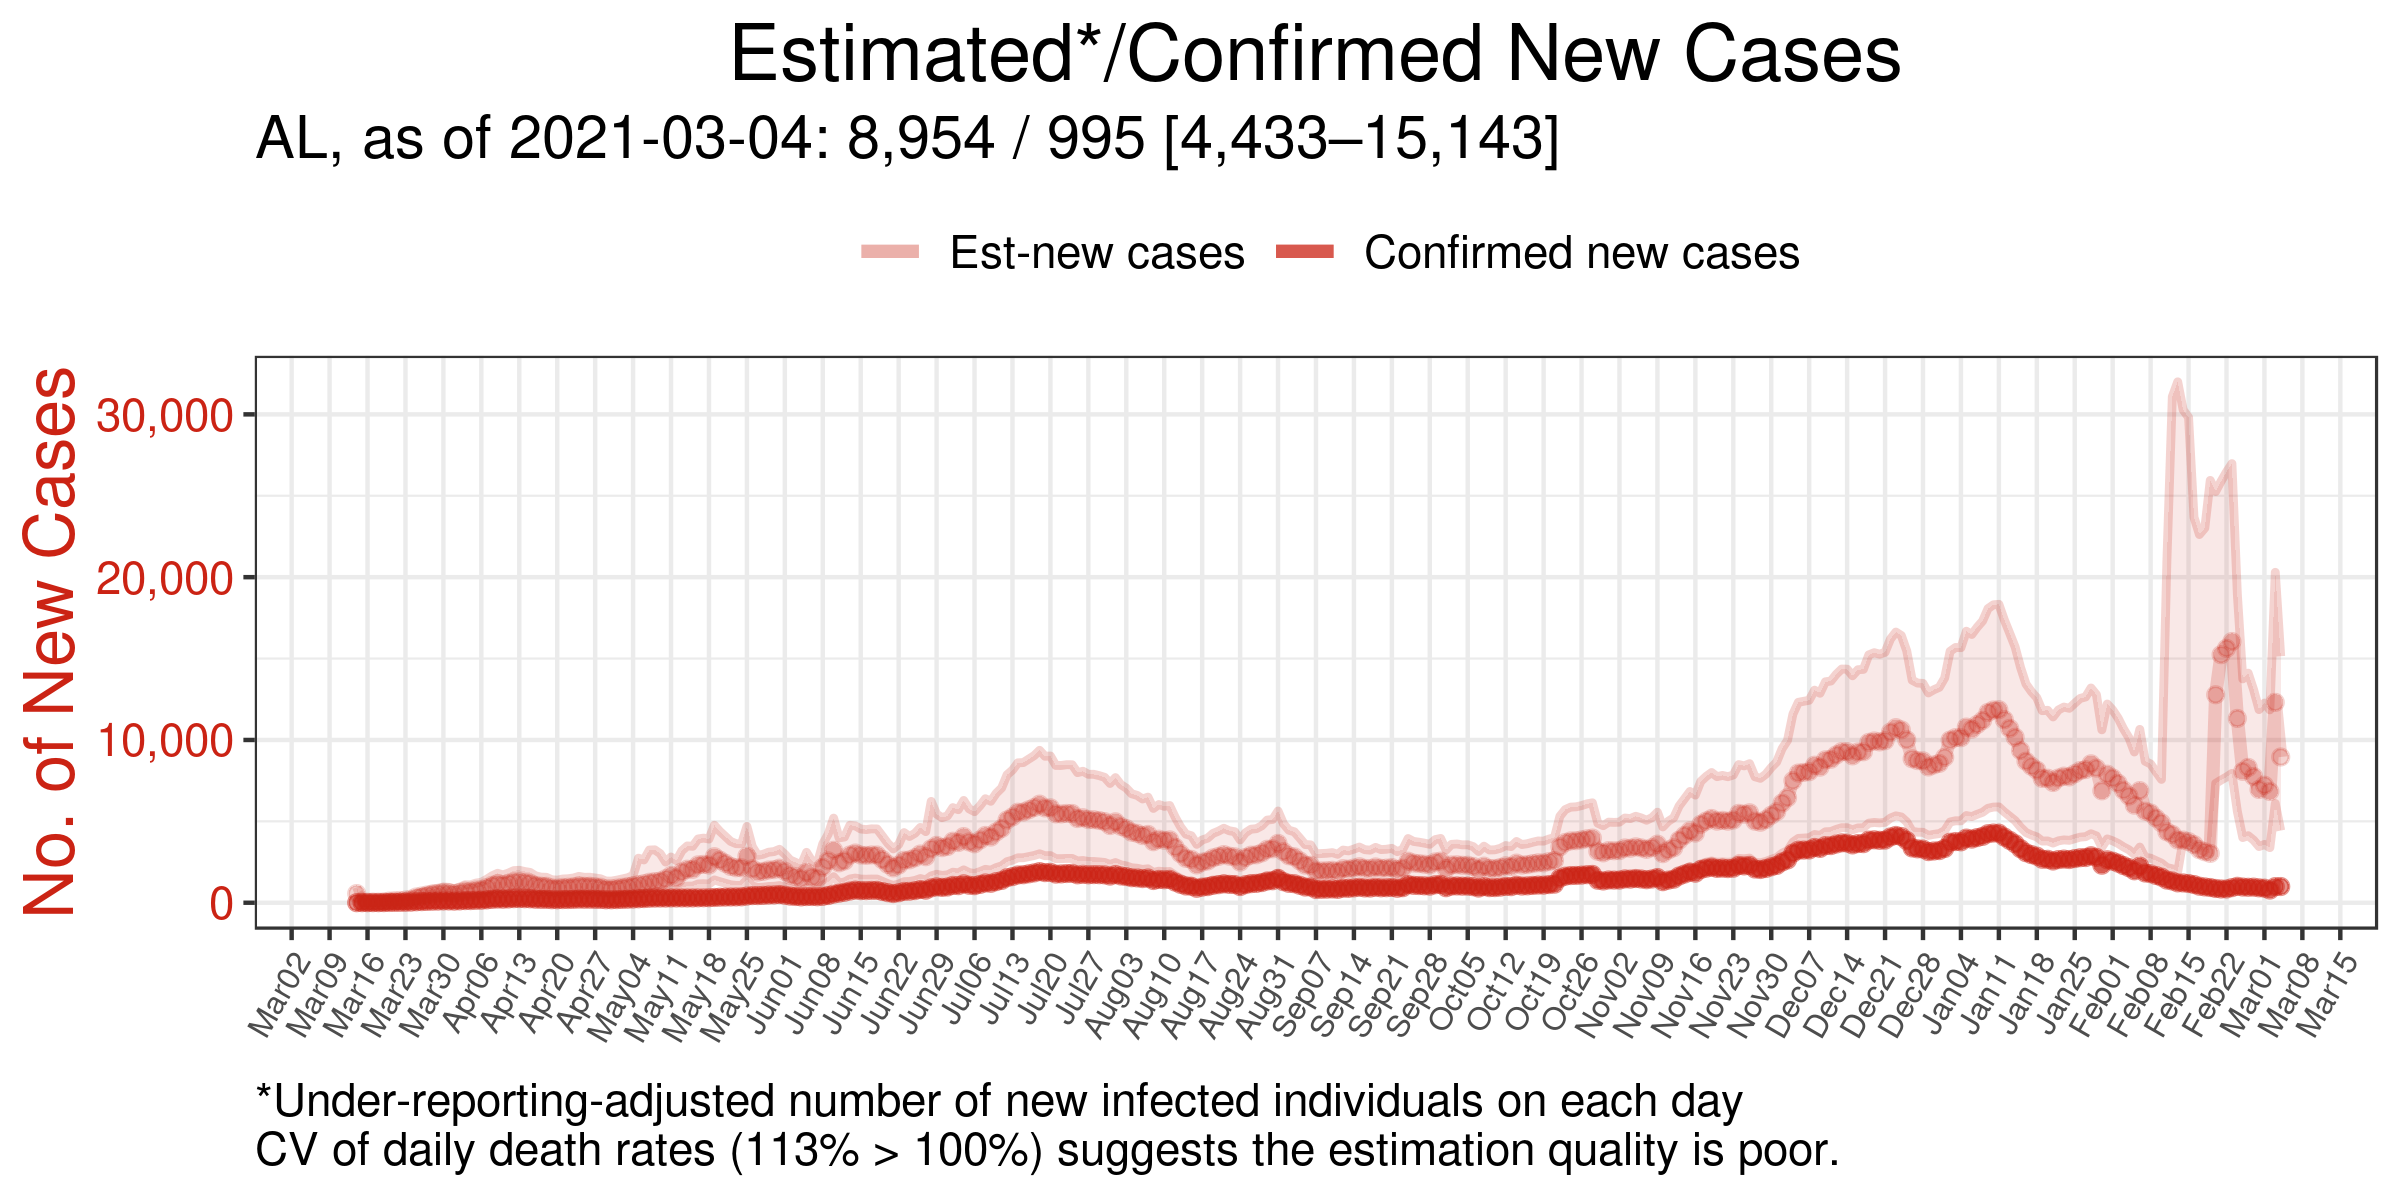 Estimated*/Confirmed New Cases
AL, as of 2021-03-04: 8,954 / 995 [4,433–15,143]
Est-new cases
Confirmed new cases
No. of New Cases
30,000
20,000
10,000
0
Mar02
Mar09
Mar16
Mar23
Mar30
Apr06
Apr13
Apr20
Apr27
May04
May11
May18
May25
Jun01
Jun08
Jun15
Jun22
Jun29
Jul06
Jul13
Jul20
Jul27
Aug03
Aug10
Aug17
Aug24
Aug31
Sep07
Sep14
Sep21
Sep28
Oct05
Oct12
Oct19
Oct26
Nov02
Nov09
Nov16
Nov23
Nov30
Dec07
Dec14
Dec21
Dec28
Jan04
Jan11
Jan18
Jan25
Feb01
Feb08
Feb15
Feb22
Mar01
Mar08
Mar15
*Under-reporting-adjusted number of new infected individuals on each day
CV of daily death rates (113% > 100%) suggests the estimation quality is poor.